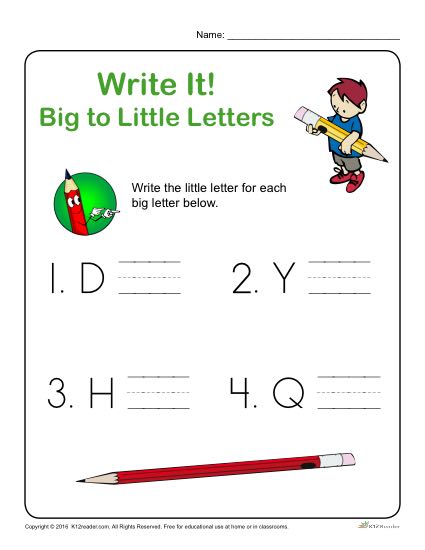 Name: ________________________________
Write It!
Big to Little Letters
Write the little letter for each
big letter below.
1. D
2. Y
3. H
4. Q
Copyright © 2016 K12reader.com. All Rights Reserved. Free for educational use at home or in classrooms.
K12Reader